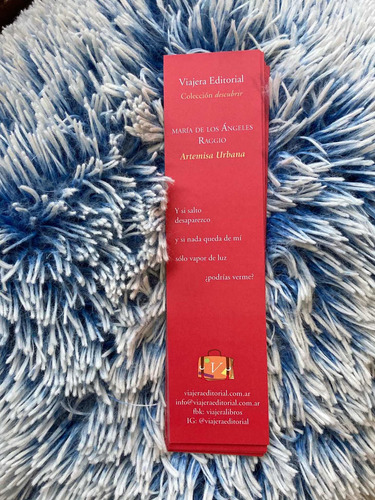 Viajera Editorial
Colección descubrir
MARÍA DE LOS ÁNGELES
RAGGIO
Artemisa Urbana
Y si salto
desaparezco
y si nada queda de mí
sólo vapor de luz
¿podrías verme?
V
viajeraeditorial.com.ar
info@viajeraeditorial.com.ar
fbk: viajeralibros
IG: @viajeraeditorial